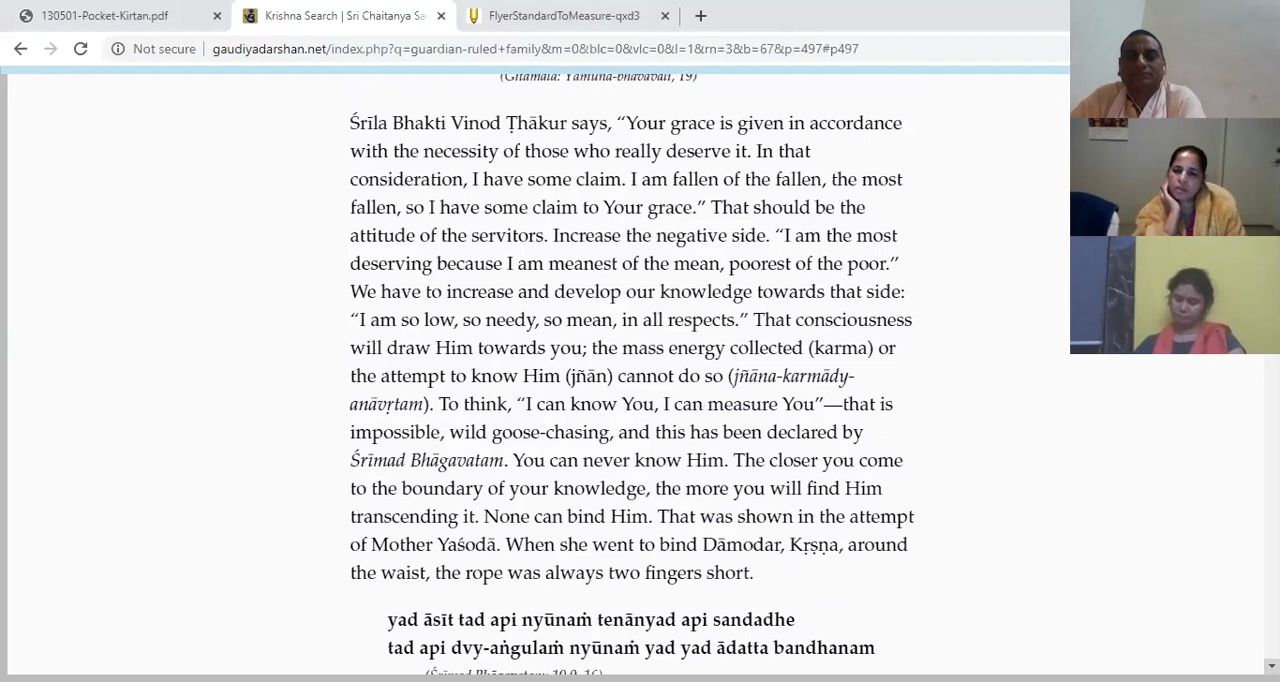 130501-Pocket-Kirtan.pdf
Krishna Search | Sri Chaitanya Sa
FlyerStandardToMeasure-qxd3
Not secure
gaudiyadarshan.net/index.php?q=guardian-ruled+family&m=0&blc=0&vlc=0&l=1&rn=3&b=67&p=497#p497
(Gītāmālā: Yāmuna-bhāvāvalī, 19)
Śrīla Bhakti Vinod Ṭhākur says, “Your grace is given in accordance
with the necessity of those who really deserve it. In that
consideration, I have some claim. I am fallen of the fallen, the most
fallen, so I have some claim to Your grace.” That should be the
attitude of the servitors. Increase the negative side. “I am the most
deserving because I am meanest of the mean, poorest of the poor.”
We have to increase and develop our knowledge towards that side:
“I am so low, so needy, so mean, in all respects.” That consciousness
will draw Him towards you; the mass energy collected (karma) or
the attempt to know Him (jñān) cannot do so (jñāna-karmādy-
anāvṛtam). To think, “I can know You, I can measure You”—that is
impossible, wild goose-chasing, and this has been declared by
Śrīmad Bhāgavatam. You can never know Him. The closer you come
to the boundary of your knowledge, the more you will find Him
transcending it. None can bind Him. That was shown in the attempt
of Mother Yaśodā. When she went to bind Dāmodar, Kṛṣṇa, around
the waist, the rope was always two fingers short.
yad āsīt tad api nyūnaṁ tenānyad api sandadhe
tad api dvy-aṅgulaṁ nyūnaṁ yad yad ādatta bandhanam
(Śrīmad Bhāgavatam: 10.9.16)